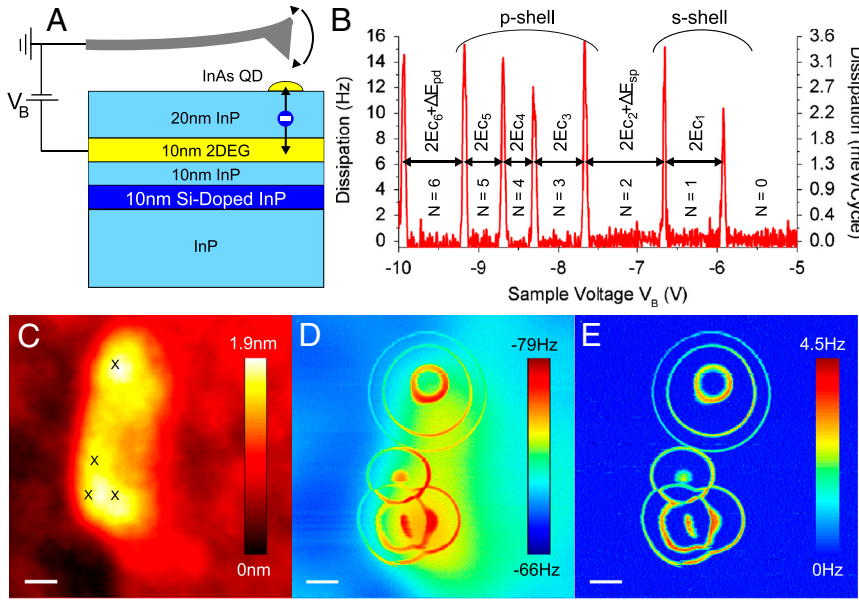 A
InAs QD
V_B
20nm InP
10nm 2DEG
10nm InP
10nm Si-Doped InP
InP
B
p-shell
s-shell
Dissipation (Hz)
16
14
12
10
8
6
4
2
0
2Ec₆+ΔE_pd
2Ec₅
2Ec₄
2Ec₃
2Ec₂+ΔE_sp
2Ec₁
N = 6
N = 5
N = 4
N = 3
N = 2
N = 1
N = 0
3.6
3.1
2.7
2.2
1.8
1.3
0.9
0.4
0.0
Dissipation (meV/cycle)
-10
-9
-8
-7
-6
-5
Sample Voltage V_B (V)
C
1.9nm
x
x
x
x
0nm
D
-79Hz
-66Hz
E
4.5Hz
0Hz